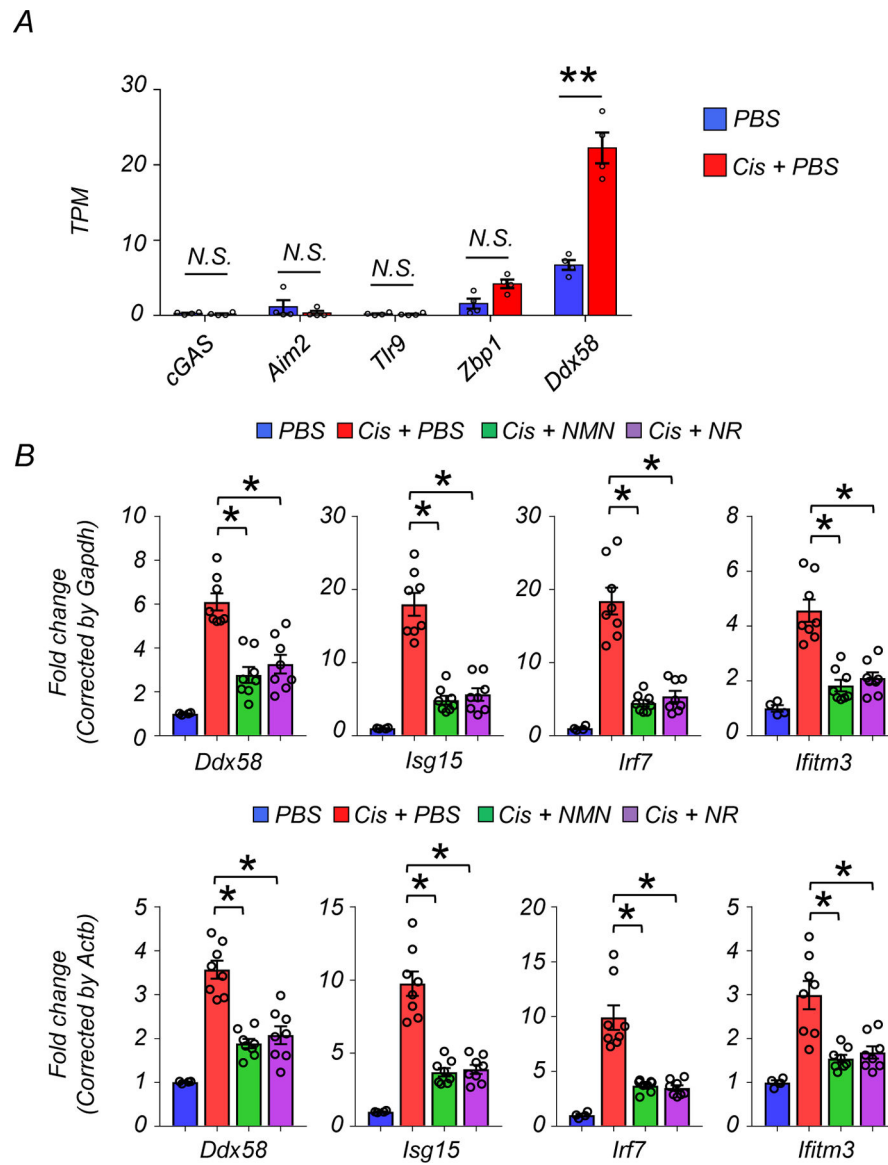 A
**
30
20
10
0
TPM
PBS
Cis + PBS
N.S.
N.S.
N.S.
N.S.
cGAS
Aim2
Tlr9
Zbp1
Ddx58
B
PBS Cis + PBS Cis + NMN Cis + NR
Fold change
(Corrected by Gapdh)
10
8
6
4
2
0
*
*
Ddx58
30
20
10
0
*
*
Isg15
30
20
10
0
*
*
Irf7
8
6
4
2
0
*
*
Ifitm3
PBS Cis + PBS Cis + NMN Cis + NR
Fold change
(Corrected by Actb)
5
4
3
2
1
0
*
*
Ddx58
15
10
5
0
*
*
Isg15
20
15
10
5
0
*
*
Irf7
5
4
3
2
1
0
*
*
Ifitm3